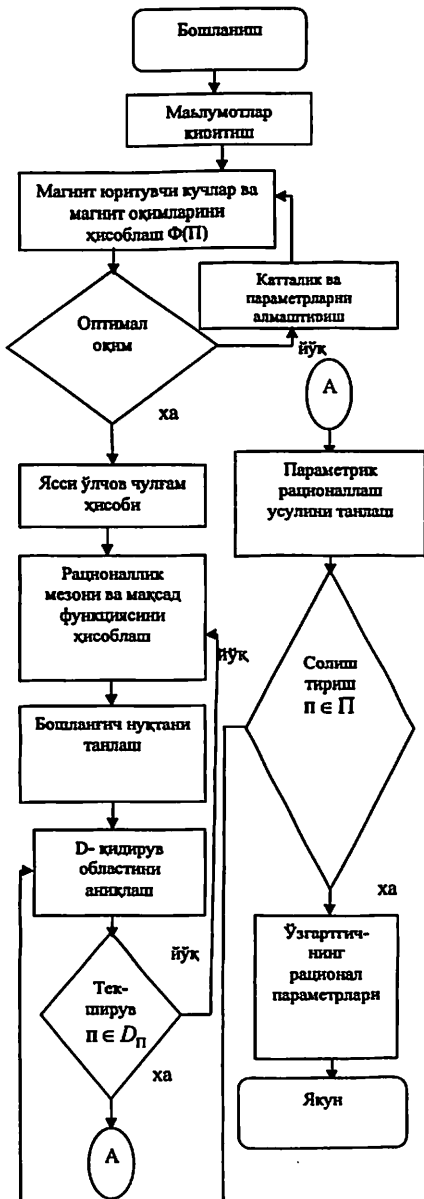 Бошланиш
Маьлумотлар
киритиш
Магнит юритувчи кучлар ва
магнит оқимларини
ҳисоблаш Ф(П)
Катталик ва
параметрларни
алмаштириш
Оптимал
оқим
йўқ
ха
Ясси ўлчов чулғам
ҳисоби
Рационаллик
мезони ва мақсад
функциясини
ҳисоблаш
йўқ
Бошланғич нуқтани
танлаш
D- қидирув
областини
аниқлаш
йўқ
Тек-
ширув
п ∈ D_П
ха
А
А
Параметрик
рационаллаш
усулини танлаш
Солиш
тириш
п ∈ П
ха
Ўзгартгич-
нинг
рационал
параметрлари
Якун